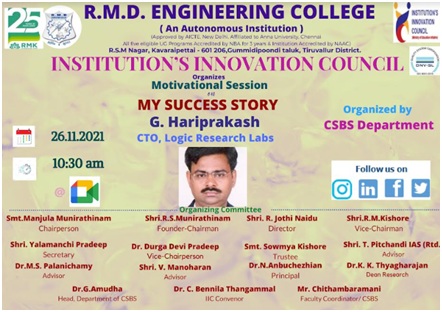 25
RMK
R.M.D. ENGINEERING COLLEGE
( An Autonomous Institution )
(Approved by AICTE, New Delhi, Affiliated to Anna University, Chennai
All five eligible UG Programs Accredited by NBA for 5 years & Institution Accredited by NAAC)
R.S.M Nagar, Kavaraipettai - 601 206,Gummidipoondi taluk, Tiruvallur District.
INSTITUTION'S INNOVATION COUNCIL
INSTITUTION'S INNOVATION COUNCIL
DNV·GL
Organizes
Motivational Session
MY SUCCESS STORY
G. Hariprakash
CTO, Logic Research Labs
Organized by
CSBS Department
26.11.2021
10:30 am
@
Follow us on
Organizing Committee
Smt.Manjula Munirathinam
Chairperson
Shri.R.S.Munirathinam
Founder-Chairman
Shri. R. Jothi Naidu
Director
Shri.R.M.Kishore
Vice-Chairman
Shri. Yalamanchi Pradeep
Secretary
Dr. Durga Devi Pradeep
Vice-Chairperson
Smt. Sowmya Kishore
Trustee
Shri. T. Pitchandi IAS (Rtd.)
Advisor
Dr.M.S. Palanichamy
Advisor
Shri. V. Manoharan
Advisor
Dr.N.Anbuchezhian
Principal
Dr.K. K. Thyagharajan
Dean Research
Dr.G.Amudha
Head, Department of CSBS
Dr. C. Bennila Thangammal
IIC Convenor
Mr. Chithambaramani
Faculty Coordinator/ CSBS